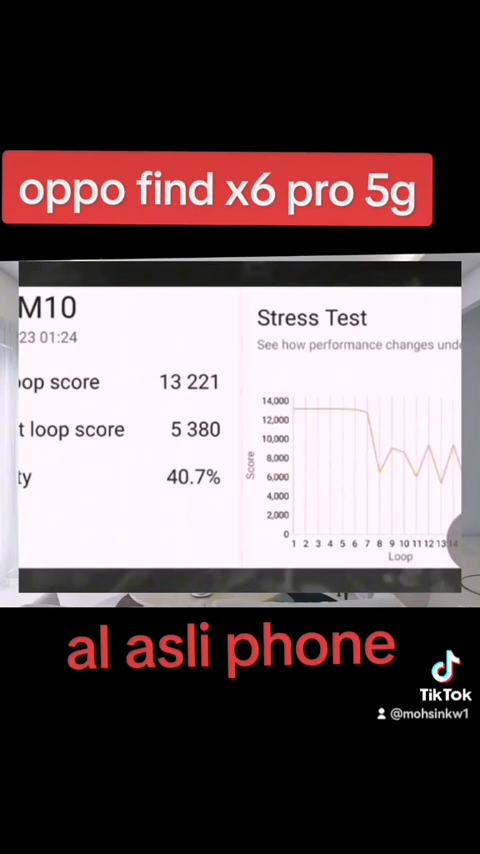 oppo find x6 pro 5g
M10
23 01:24
oop score 13 221
t loop score 5 380
ty 40.7%
Stress Test
See how performance changes unde
14,000
12,000
10,000
8,000
6,000
4,000
2,000
0
Score
1 2 3 4 5 6 7 8 9 10 11 12 13 14
Loop
al asli phone
TikTok
@mohsinkw1